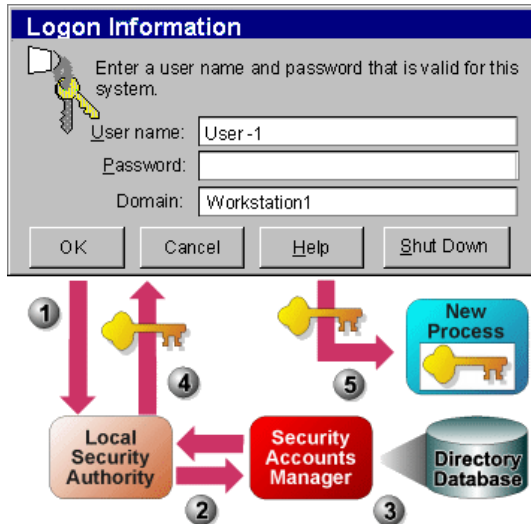 Logon Information
Enter a user name and password that is valid for this
system.
User name: User-1
Password:
Domain: Workstation1
OK Cancel Help Shut Down
1
4
5
New
Process
Local
Security
Authority
Security
Accounts
Manager
Directory
Database
2
3